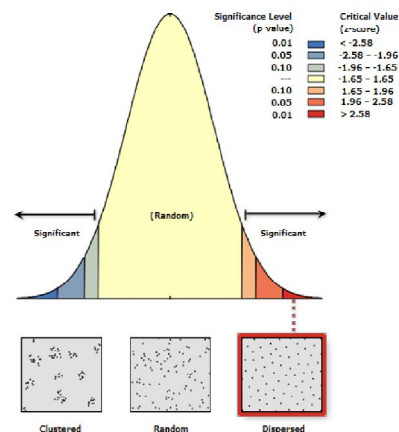 Significance Level Critical Value
(p value) (z-score)
0.01 < -2.58
0.05 -2.58 – -1.96
0.10 -1.96 – -1.65
--- -1.65 – 1.65
0.10 1.65 – 1.96
0.05 1.96 – 2.58
0.01 > 2.58
(Random)
Significant Significant
Clustered Random Dispersed